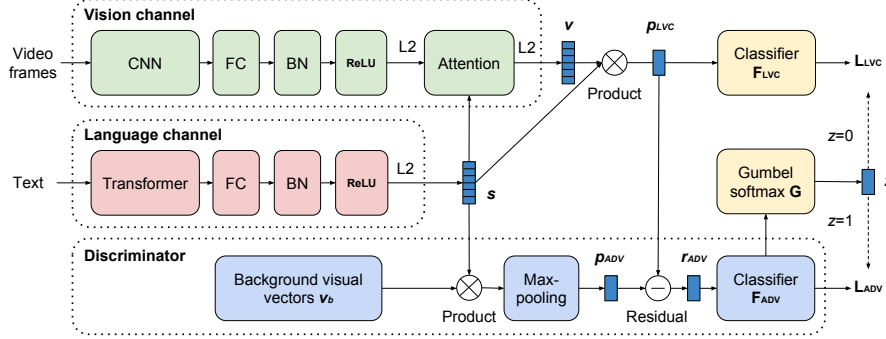 Vision channel
Video
frames
CNN
FC
BN
ReLU
L2
Attention
L2
v
Product
pLVC
Classifier
FLVC
LLVC
Language channel
Text
Transformer
FC
BN
ReLU
L2
s
Gumbel
softmax G
z=0
z=1
Discriminator
Background visual
vectors vb
Product
Max-
pooling
pADV
Residual
rADV
Classifier
FADV
LADV